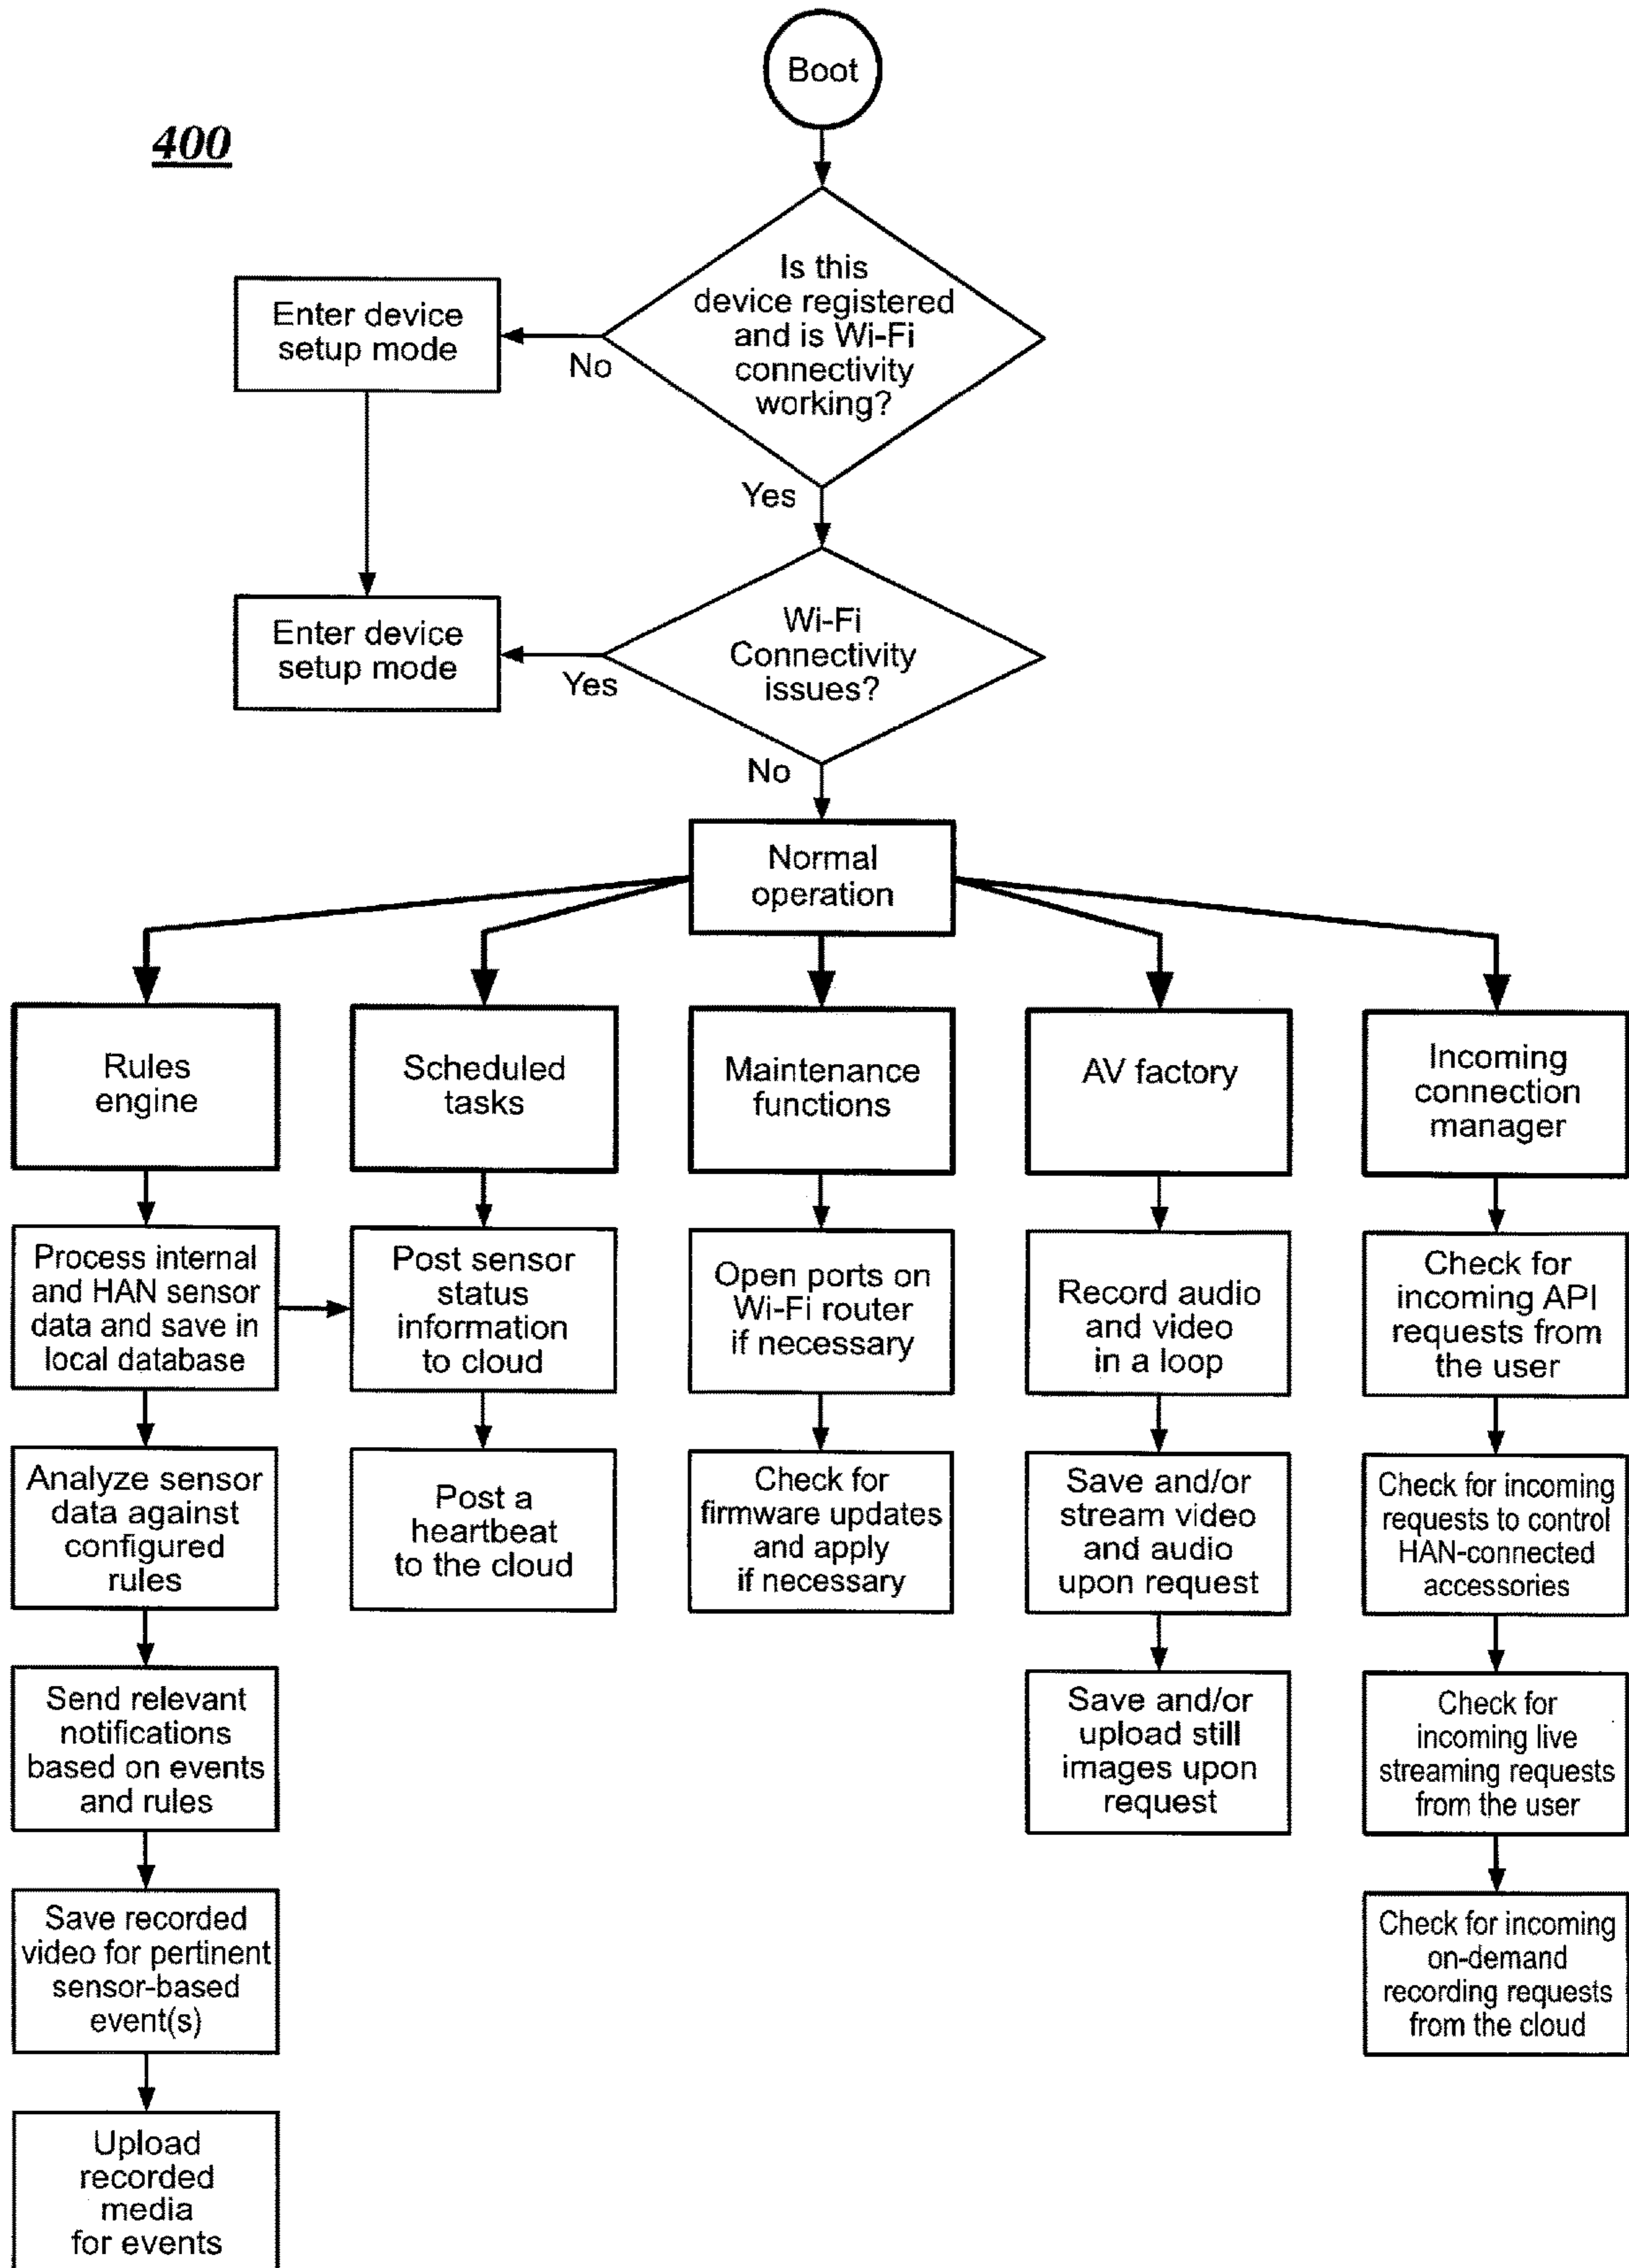 Boot
400
Is this
device registered
and is Wi-Fi
connectivity
working?
Enter device
setup mode
No
Yes
Wi-Fi
Connectivity
issues?
Enter device
setup mode
Yes
No
Normal
operation
Rules
engine
Scheduled
tasks
Maintenance
functions
AV factory
Incoming
connection
manager
Process internal
and HAN sensor
data and save in
local database
Post sensor
status
information
to cloud
Open ports on
Wi-Fi router
if necessary
Record audio
and video
in a loop
Check for
incoming API
requests from
the user
Analyze sensor
data against
configured
rules
Post a
heartbeat
to the cloud
Check for
firmware updates
and apply
if necessary
Save and/or
stream video
and audio
upon request
Check for incoming
requests to control
HAN-connected
accessories
Send relevant
notifications
based on events
and rules
Save and/or
upload still
images upon
request
Check for
incoming live
streaming requests
from the user
Save recorded
video for pertinent
sensor-based
event(s)
Check for incoming
on-demand
recording requests
from the cloud
Upload
recorded
media
for events